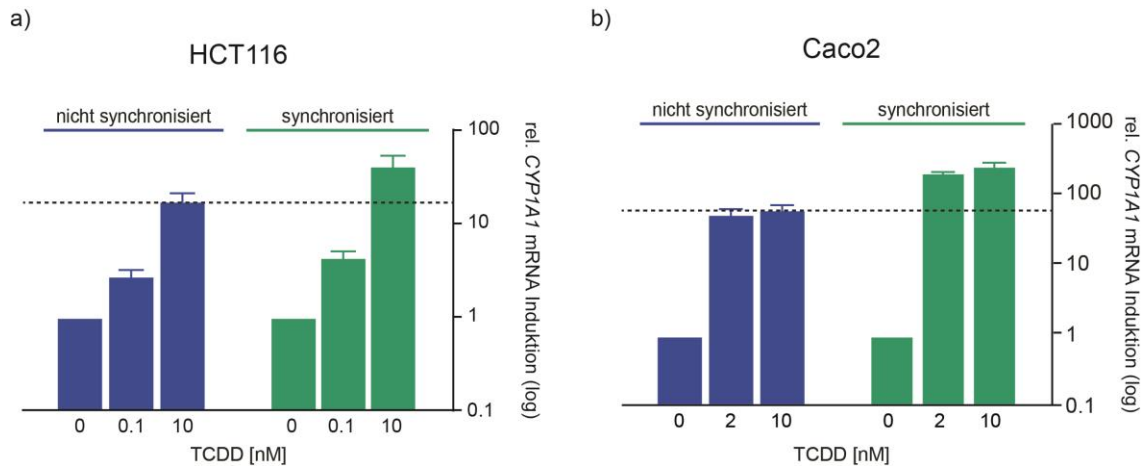 a)
HCT116
nicht synchronisiert
synchronisiert
100
10
1
0.1
rel. CYP1A1 mRNA Induktion (log)
0 0.1 10 0 0.1 10
TCDD [nM]
b)
Caco2
nicht synchronisiert
synchronisiert
1000
100
10
1
0.1
rel. CYP1A1 mRNA Induktion (log)
0 2 10 0 2 10
TCDD [nM]